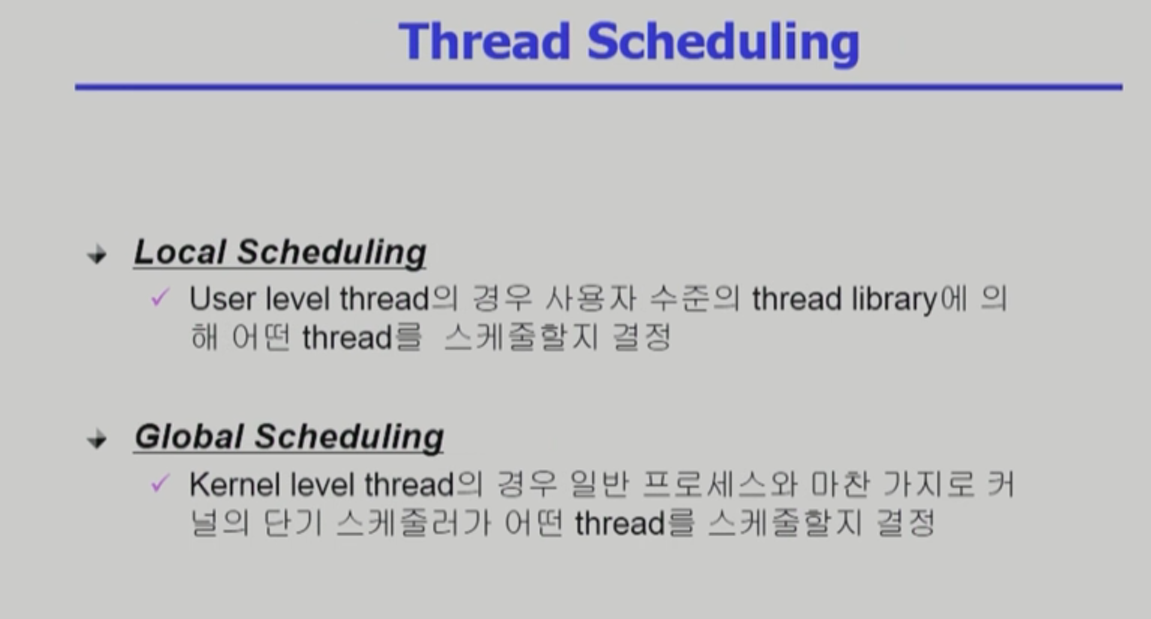 Thread Scheduling
Local Scheduling
User level thread의 경우 사용자 수준의 thread library에 의
해 어떤 thread를 스케줄할지 결정
Global Scheduling
Kernel level thread의 경우 일반 프로세스와 마찬 가지로 커
널의 단기 스케줄러가 어떤 thread를 스케줄할지 결정